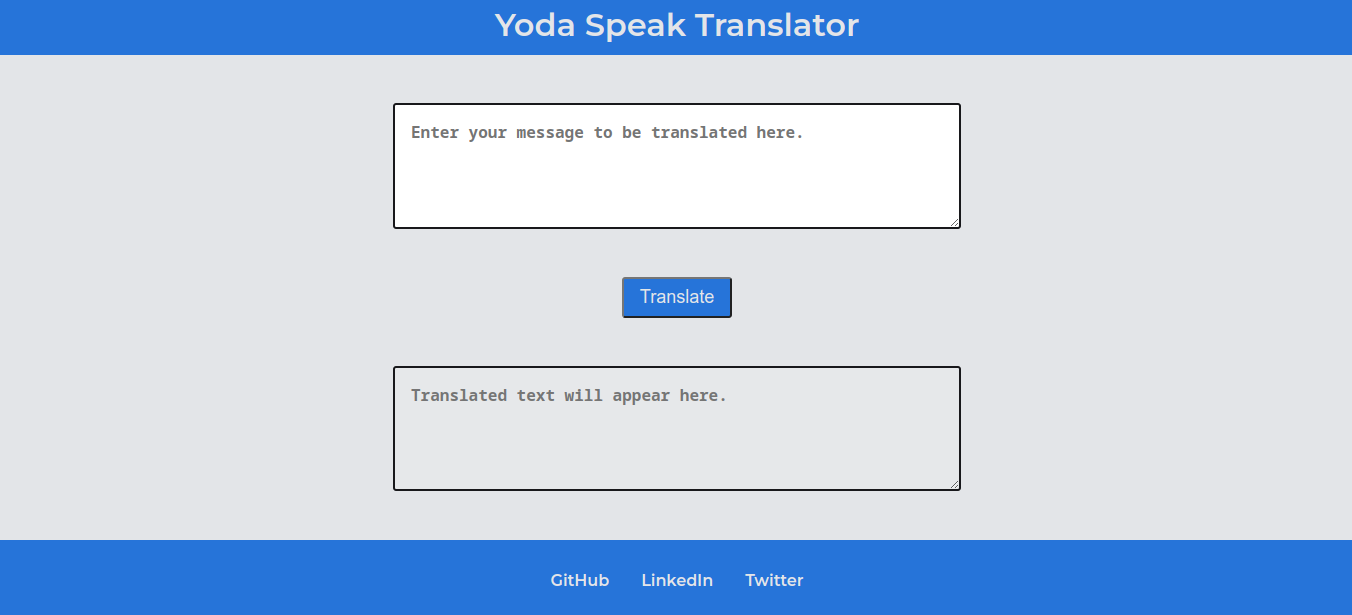 Yoda Speak Translator
Enter your message to be translated here.
Translate
Translated text will appear here.
GitHub LinkedIn Twitter